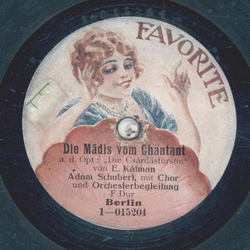 FAVORITE
Die Mädis vom Chantant
a. d. Opt: „Die Csardasfürstin"
von E. Kalman
Adam Schubert, mit Chor
und Orchesterbegleitung
F-Dur
Berlin
1—015204